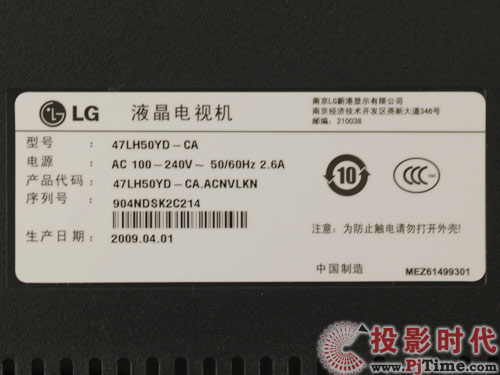 LG 液晶电视机
南京LG新港显示有限公司
南京经济技术开发区尧新大道346号
邮编：210038
型号： 47LH50YD-CA
电源： AC 100-240V~ 50/60Hz 2.6A
产品代码： 47LH50YD-CA.ACNVLKN
序列号： 904NDSK2C214
10
CCC
生产日期： 2009.04.01
注意：为防止触电请勿打开外壳!
中国制造
MEZ61499301
投影时代
www.PjTime.com